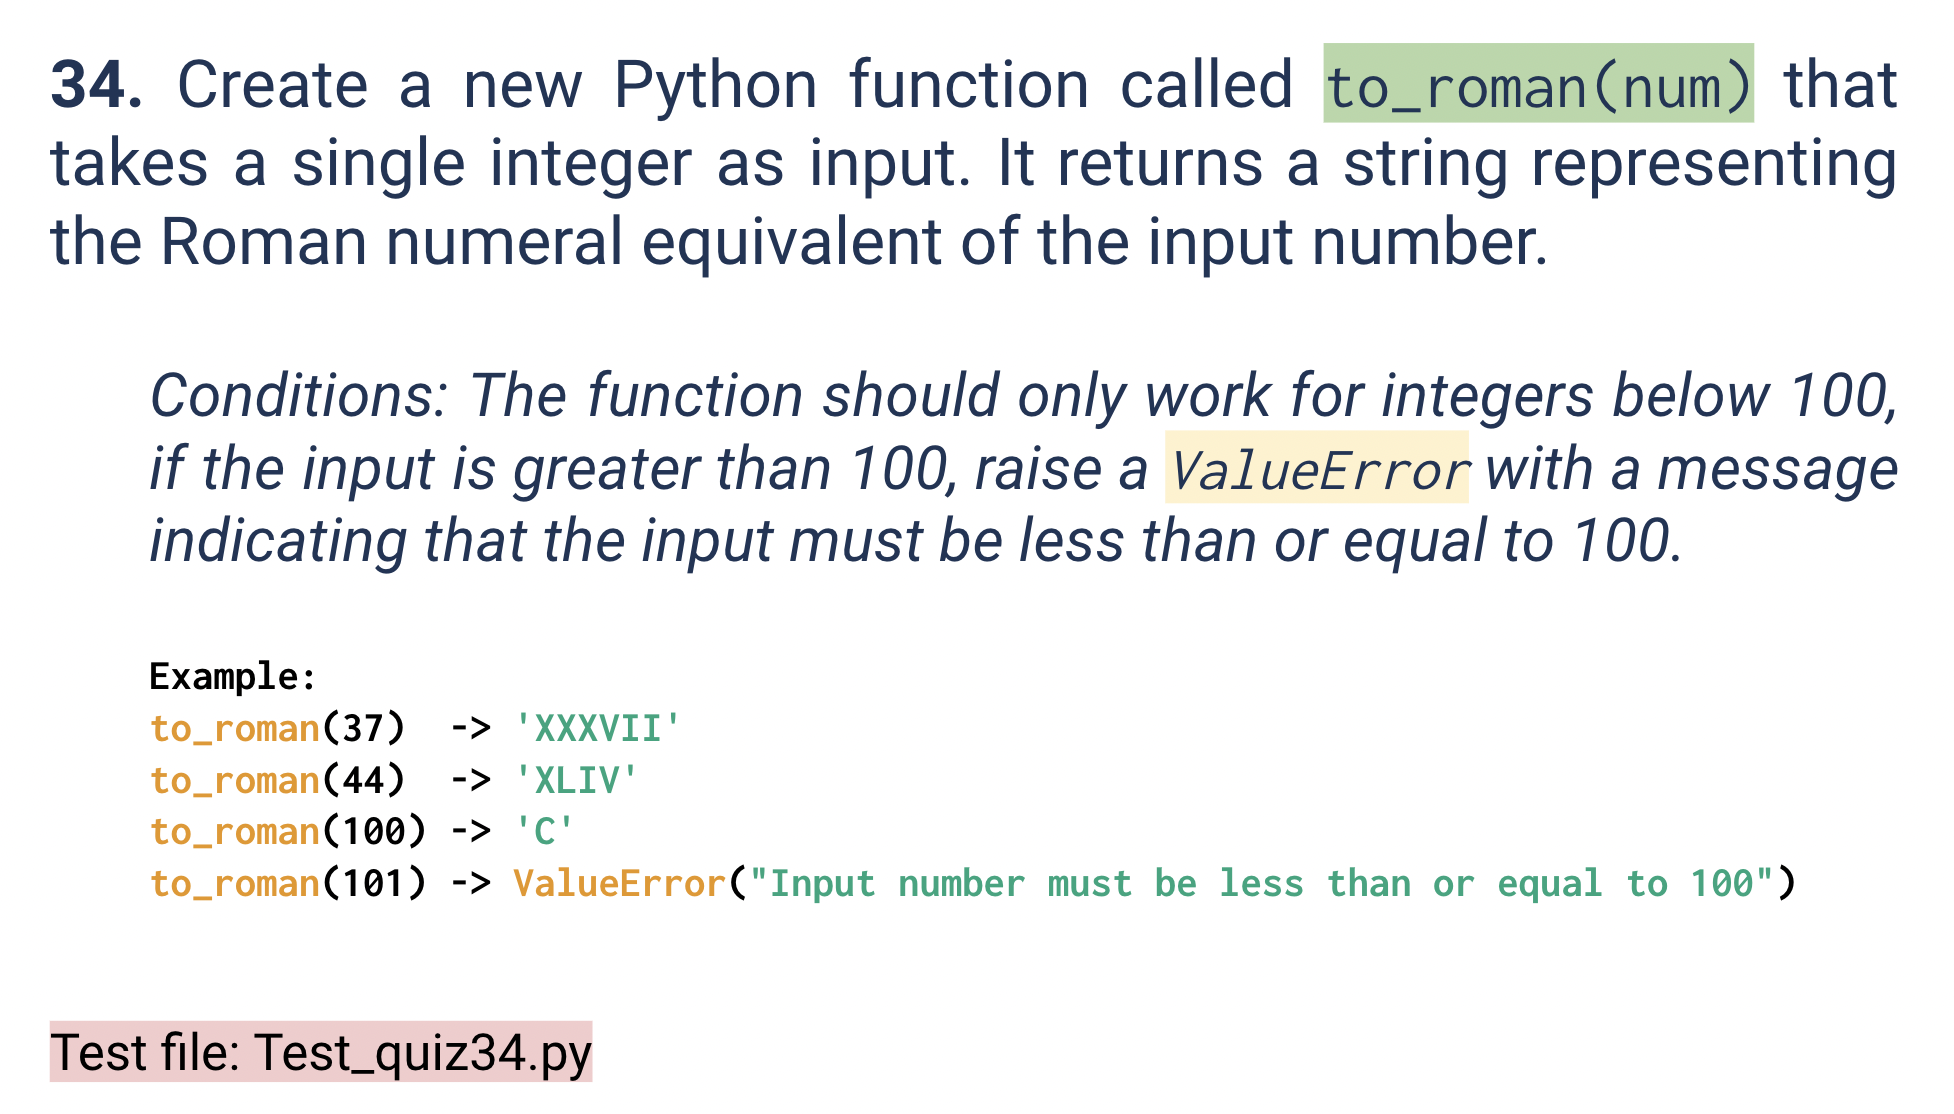 34. Create a new Python function called to_roman(num) that
takes a single integer as input. It returns a string representing
the Roman numeral equivalent of the input number.
Conditions: The function should only work for integers below 100,
if the input is greater than 100, raise a ValueError with a message
indicating that the input must be less than or equal to 100.
Example:
to_roman(37)  -> 'XXXVII'
to_roman(44)  -> 'XLIV'
to_roman(100) -> 'C'
to_roman(101) -> ValueError("Input number must be less than or equal to 100")
Test file: Test_quiz34.py